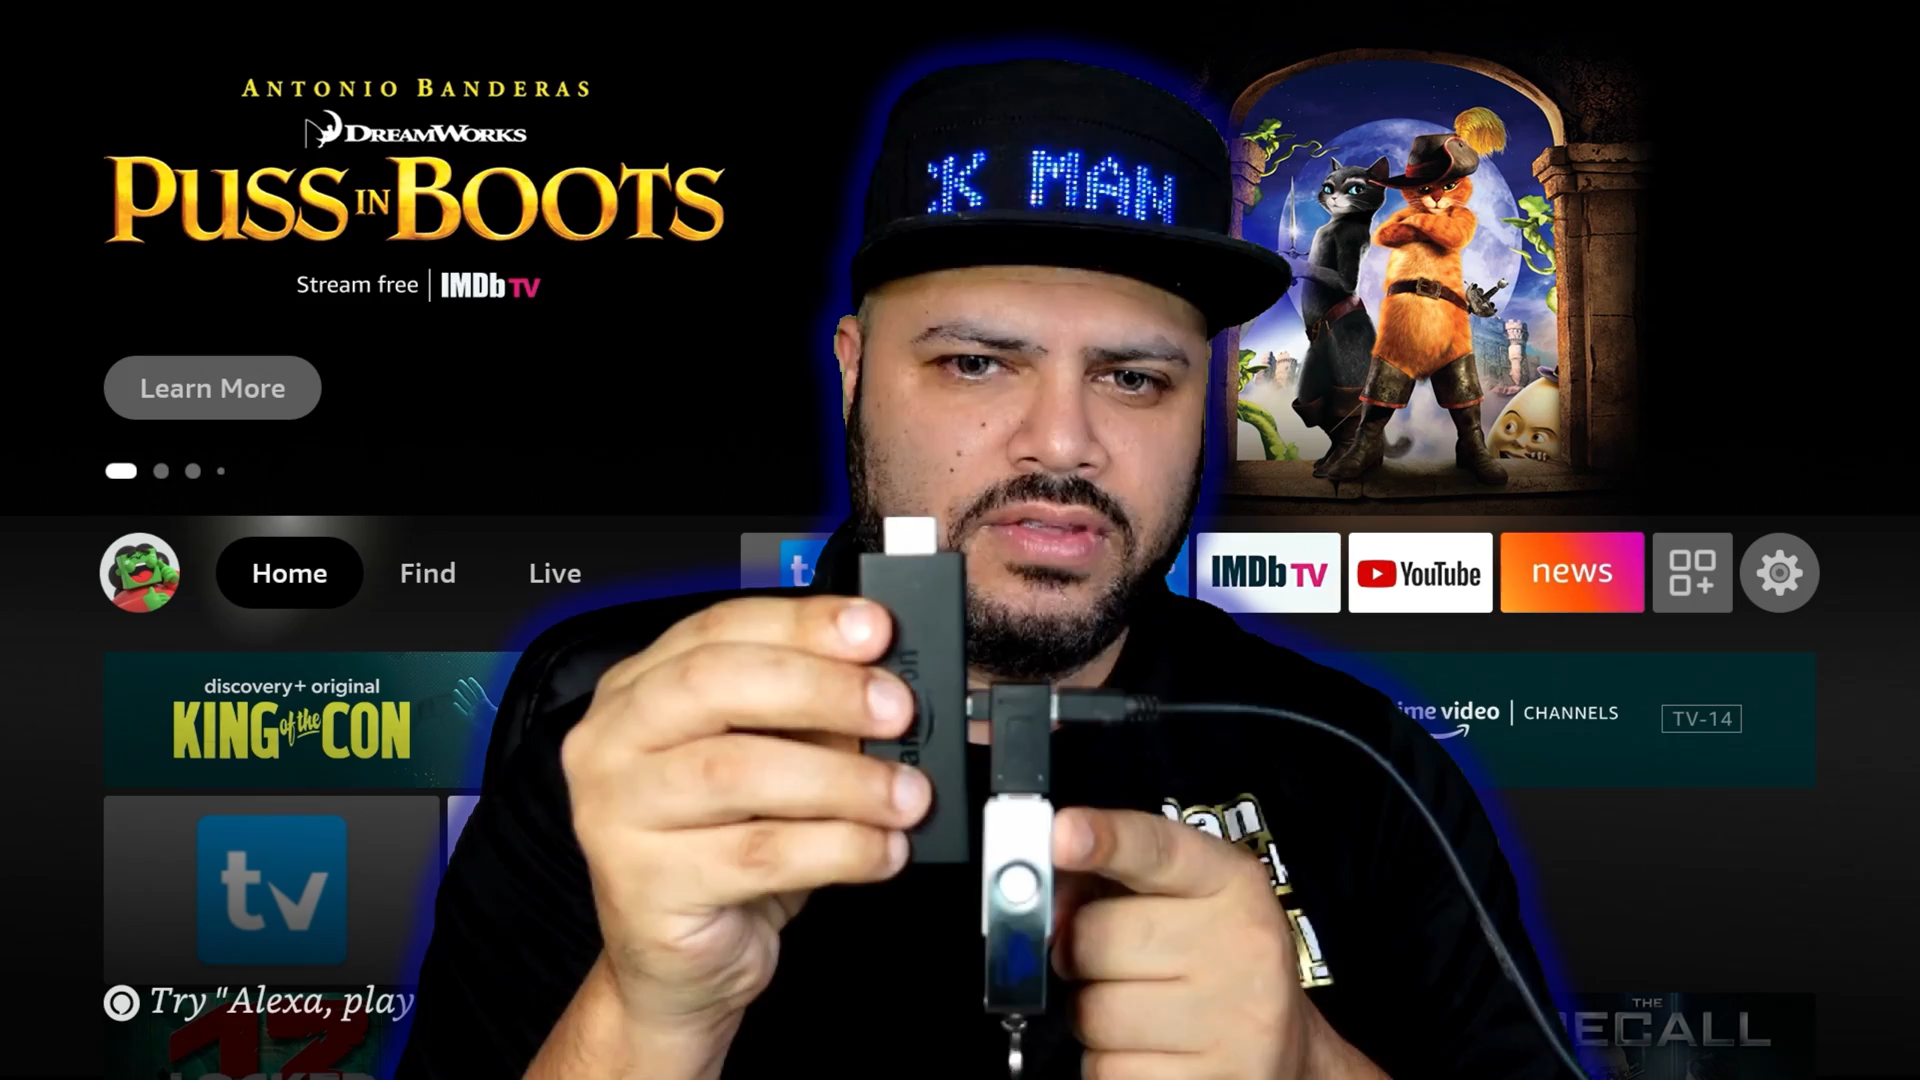 ANTONIO BANDERAS
DREAMWORKS
PUSS IN BOOTS
Stream free | IMDb TV
Learn More
K MAN
Home
Find
Live
IMDb TV
YouTube
news
discovery+ original
KING of the CON
ime video | CHANNELS
TV-14
tv
Try "Alexa, play
THE
ECALL